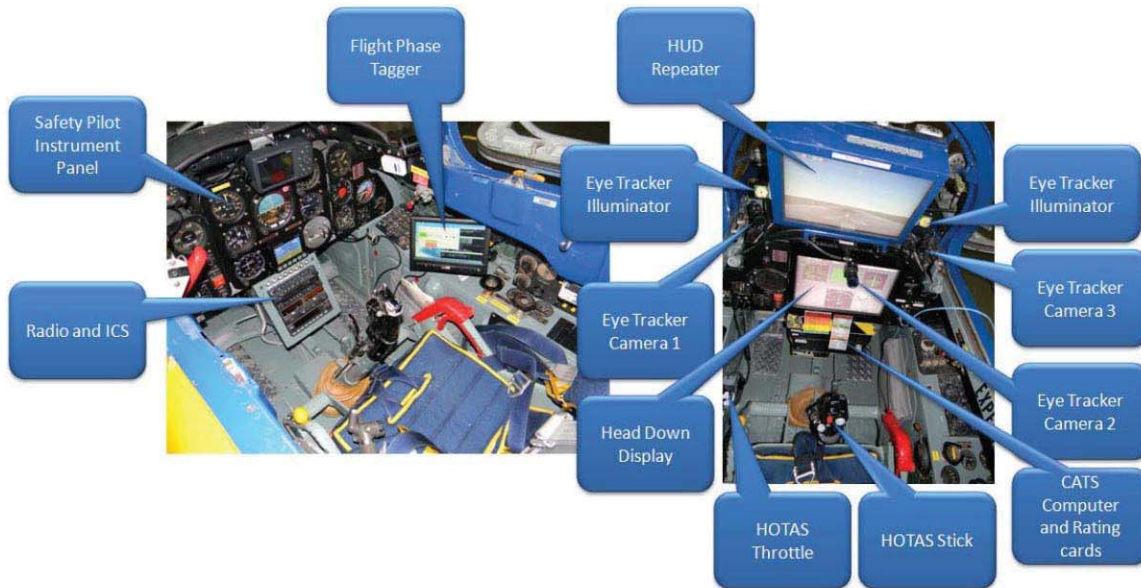 Flight Phase
Tagger
HUD
Repeater
Safety Pilot
Instrument
Panel
Eye Tracker
Illuminator
Eye Tracker
Illuminator
Radio and ICS
Eye Tracker
Camera 1
Eye Tracker
Camera 3
Head Down
Display
Eye Tracker
Camera 2
HOTAS
Throttle
HOTAS Stick
CATS
Computer
and Rating
cards